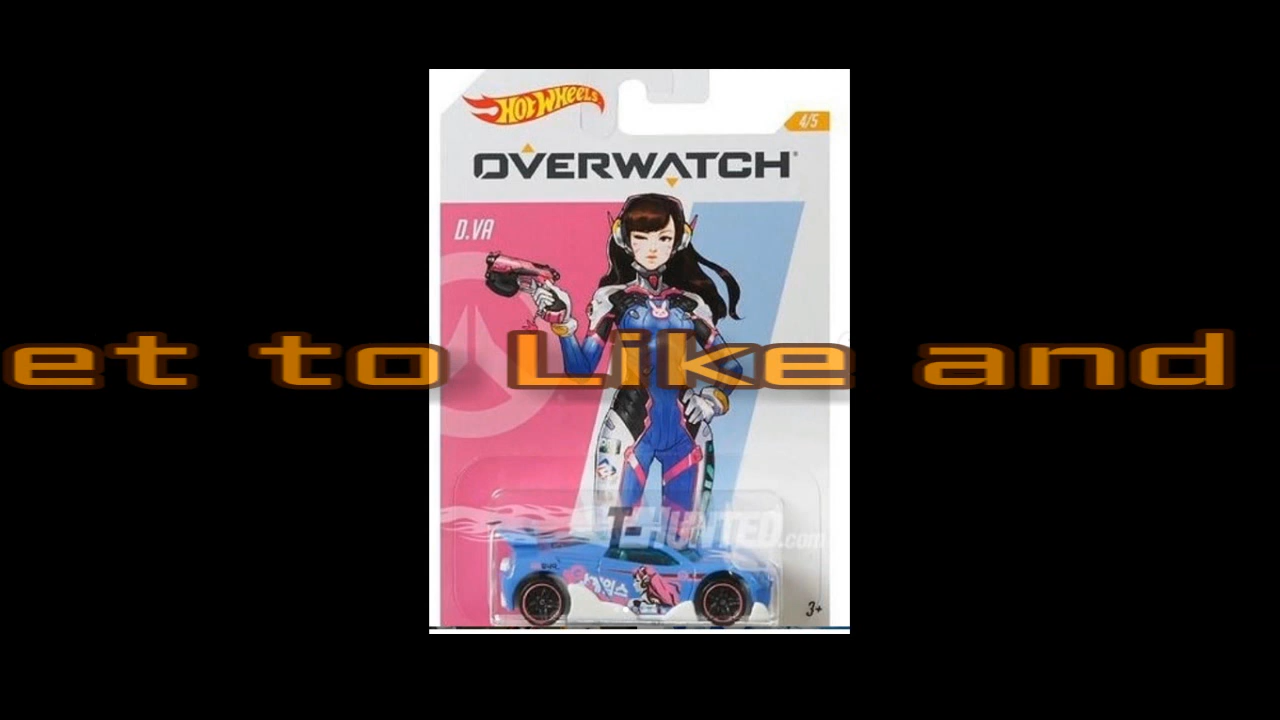 HOT WHEELS
4/5
OVERWATCH®
D.VA
et to Like and
T-HUNTED.com
3+